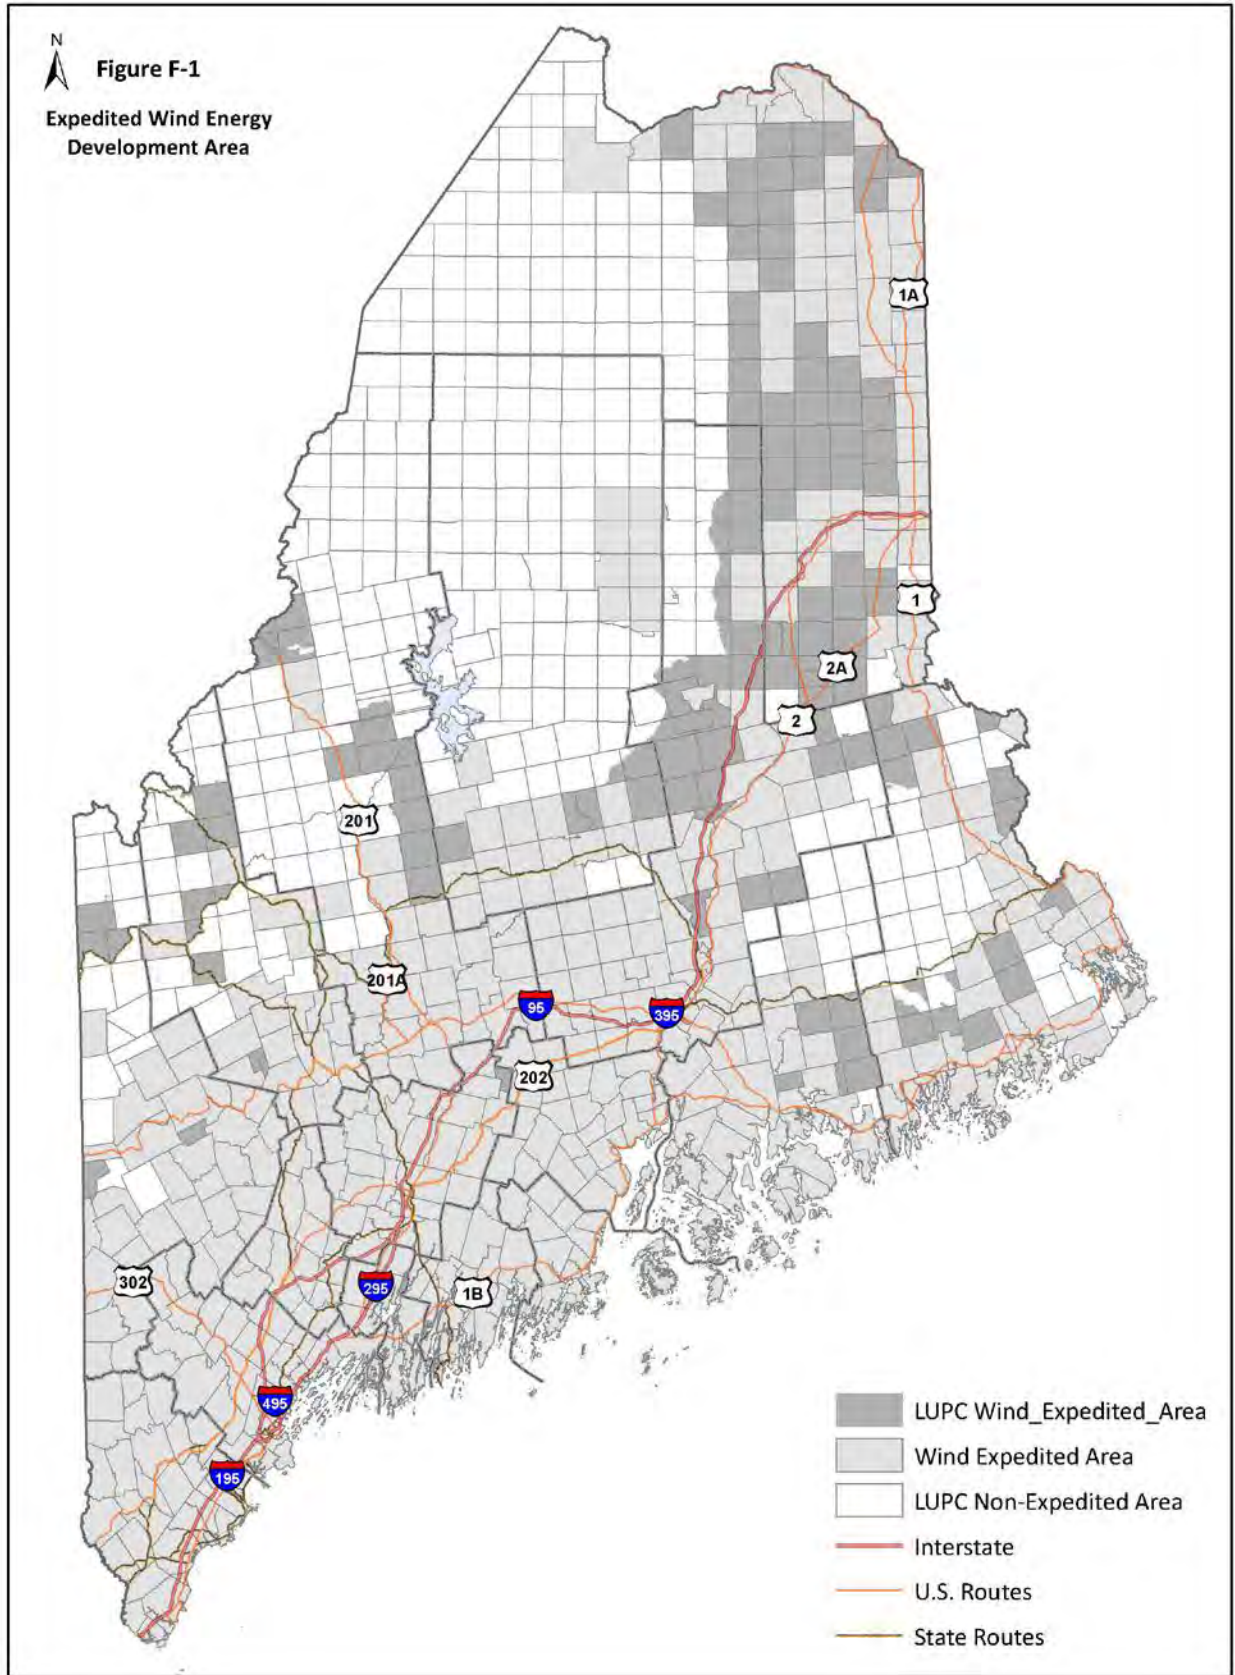 N
Figure F-1
Expedited Wind Energy
Development Area
1A
1
2A
2
201
201A
95
395
202
302
295
1B
495
195
LUPC Wind_Expedited_Area
Wind Expedited Area
LUPC Non-Expedited Area
Interstate
U.S. Routes
State Routes